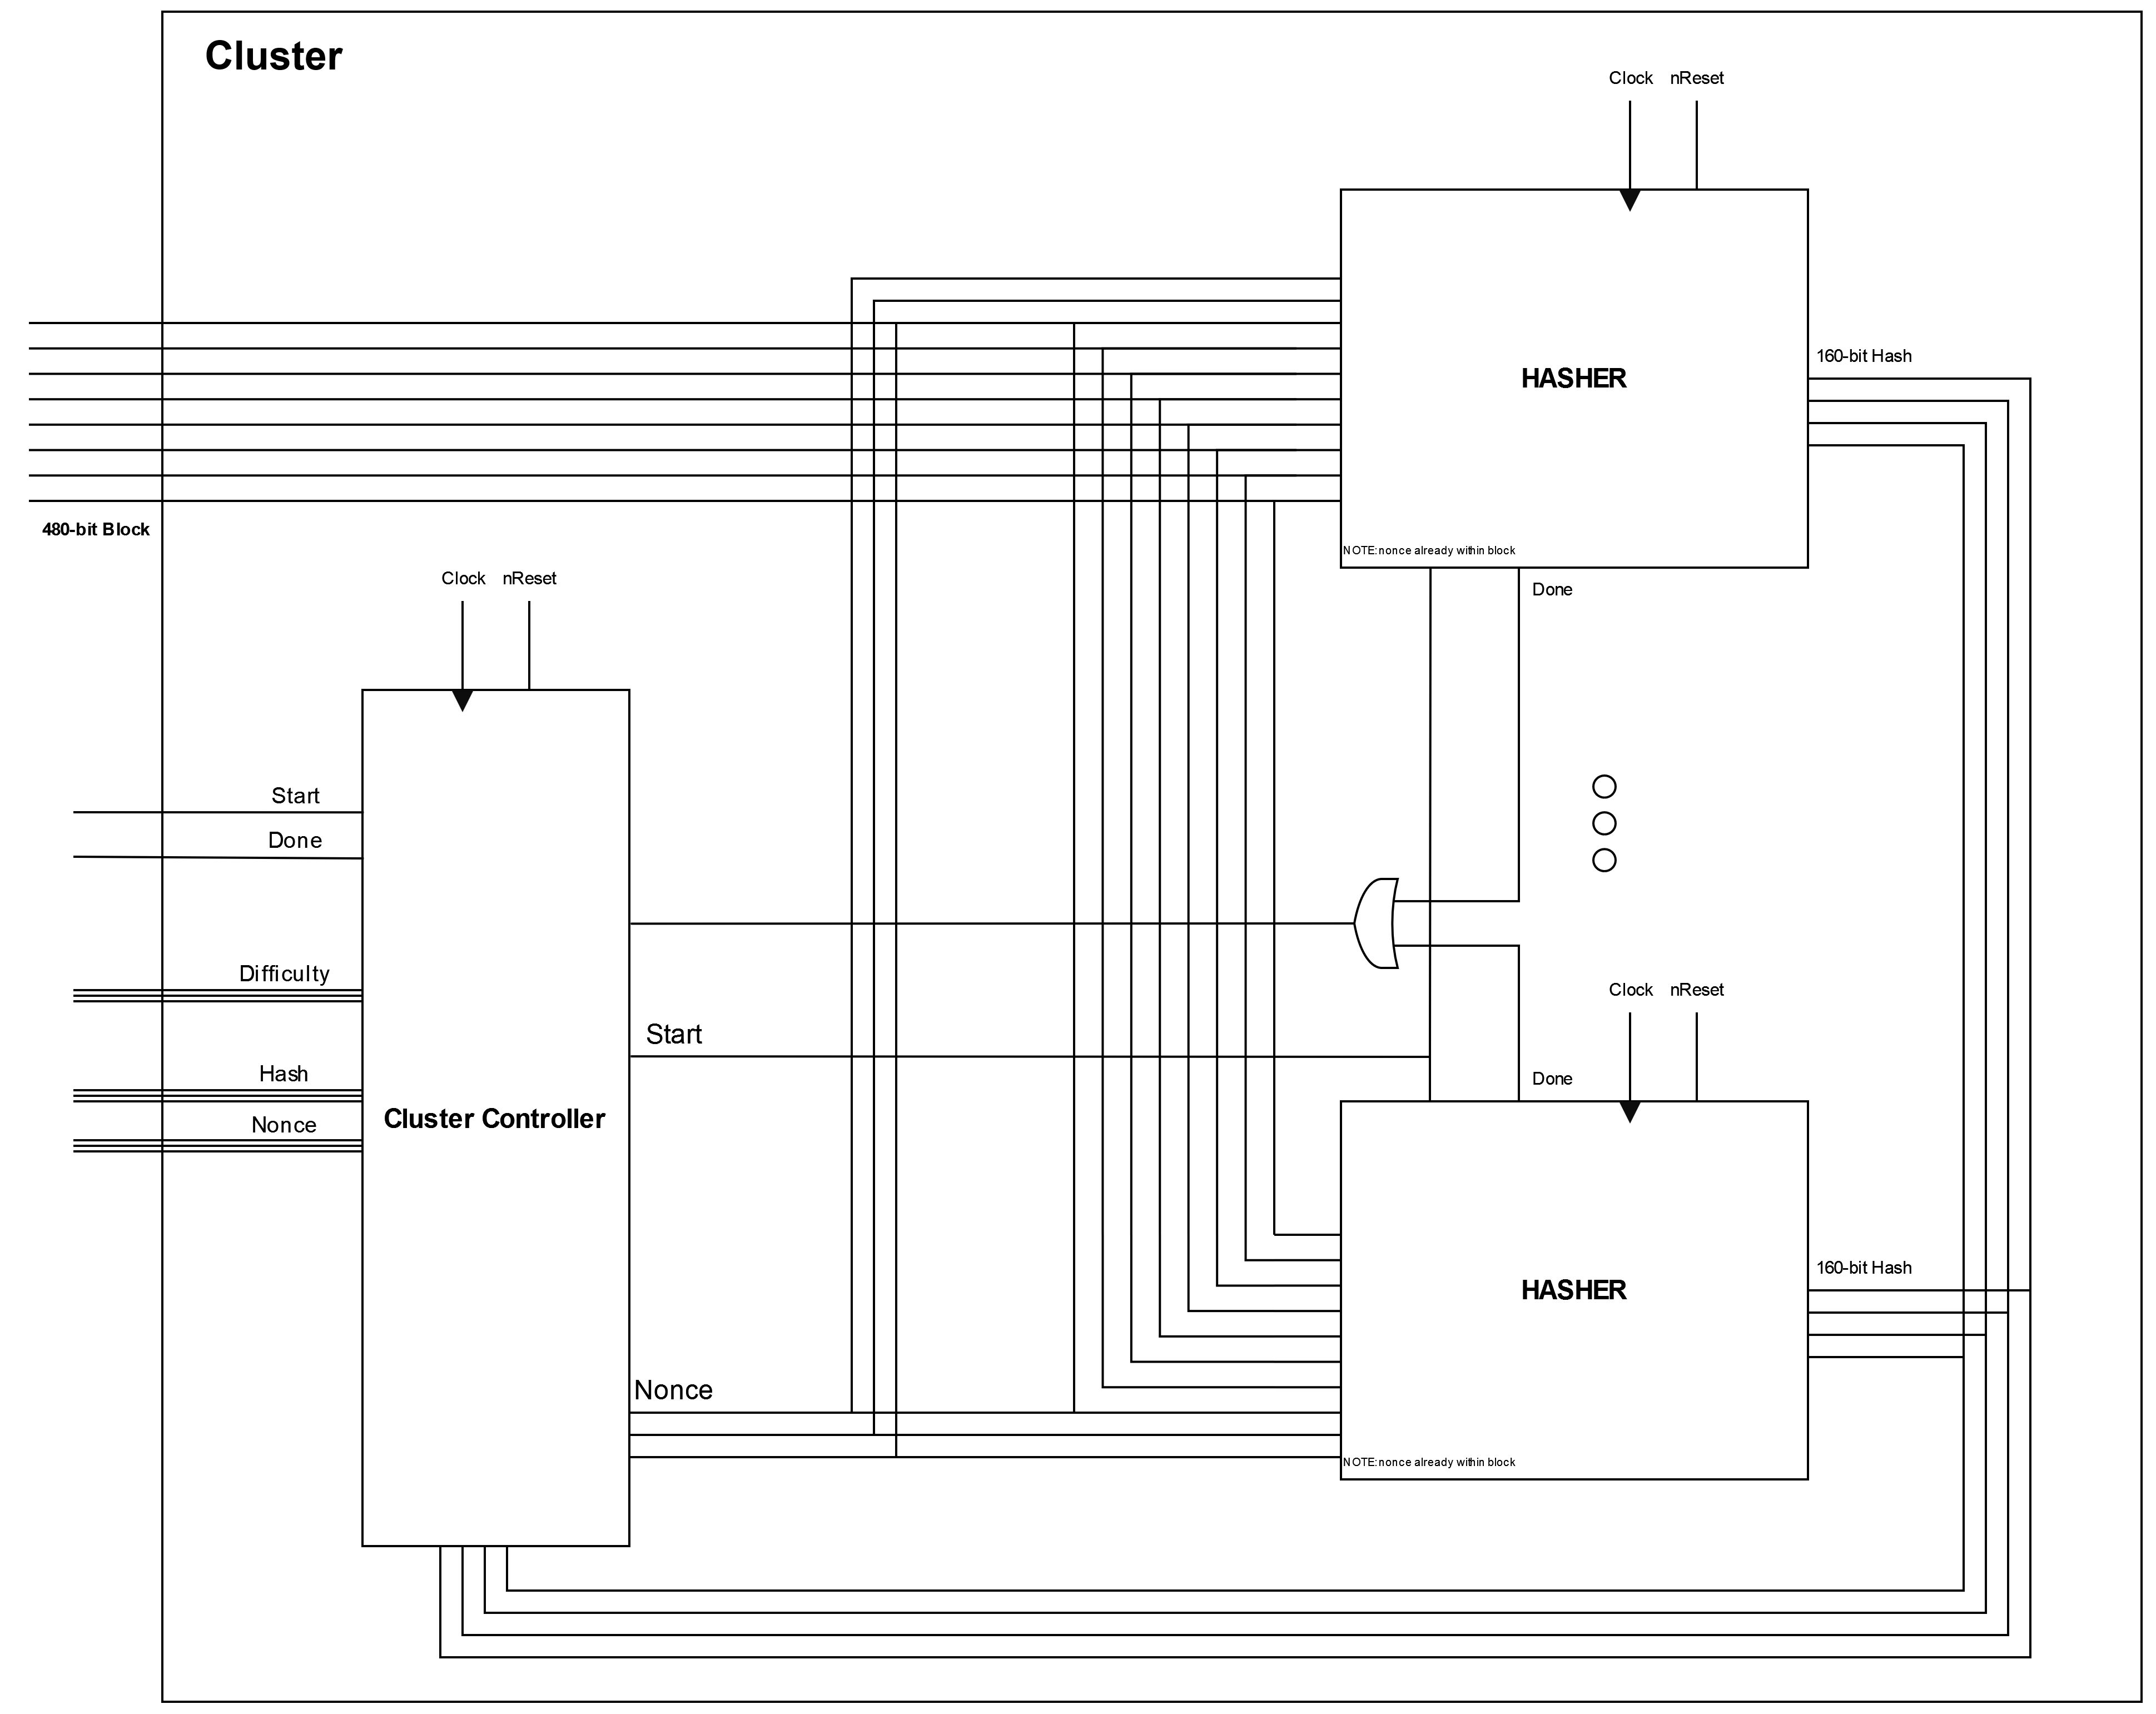 Cluster
Clock nReset
160-bit Hash
HASHER
480-bit Block
NOTE: nonce already within block
Clock nReset
Done
Start
Done
Difficulty
Clock nReset
Start
Hash
Done
Cluster Controller
Nonce
160-bit Hash
HASHER
Nonce
NOTE: nonce already within block